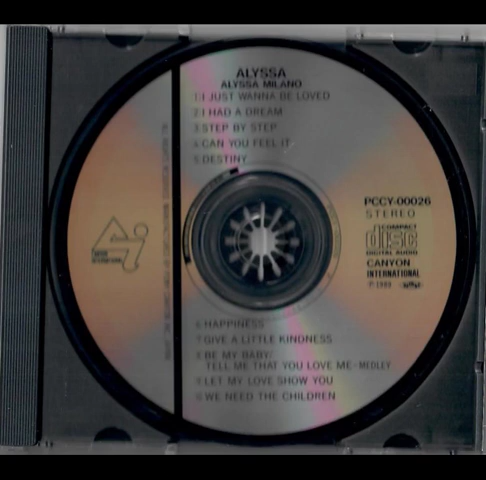 ALYSSA
ALYSSA MILANO
1 I JUST WANNA BE LOVED
2 I HAD A DREAM
3 STEP BY STEP
4 CAN YOU FEEL IT
5 DESTINY
PCCY-00026
STEREO
COMPACT
disc
DIGITAL AUDIO
CANYON
INTERNATIONAL
℗1989
6 HAPPINESS
7 GIVE A LITTLE KINDNESS
8 BE MY BABY/
TELL ME THAT YOU LOVE ME-MEDLEY
9 LET MY LOVE SHOW YOU
WE NEED THE CHILDREN